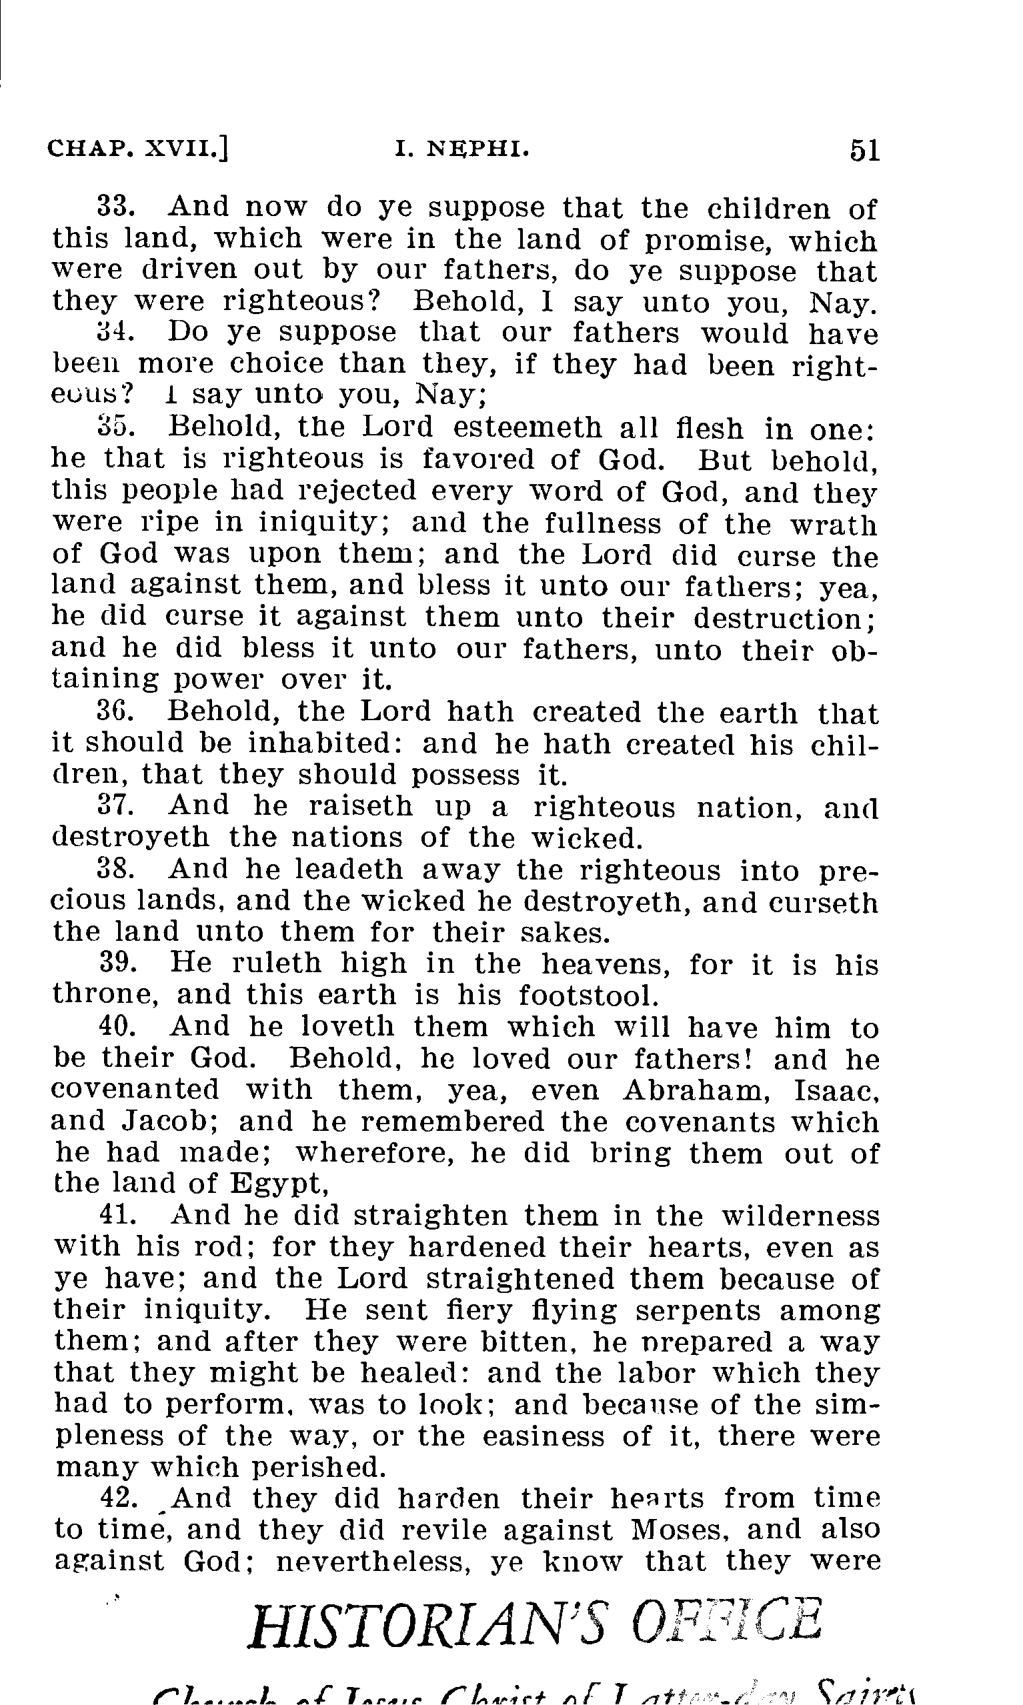 CHAP. XVII.] I. NEPHI. 51
33. And now do ye suppose that the children of
this land, which were in the land of promise, which
were driven out by our fathers, do ye suppose that
they were righteous? Behold, I say unto you, Nay.
34. Do ye suppose that our fathers would have
been more choice than they, if they had been right-
eous? I say unto you, Nay;
35. Behold, the Lord esteemeth all flesh in one:
he that is righteous is favored of God. But behold,
this people had rejected every word of God, and they
were ripe in iniquity; and the fullness of the wrath
of God was upon them; and the Lord did curse the
land against them, and bless it unto our fathers; yea,
he did curse it against them unto their destruction;
and he did bless it unto our fathers, unto their ob-
taining power over it.
36. Behold, the Lord hath created the earth that
it should be inhabited: and he hath created his chil-
dren, that they should possess it.
37. And he raiseth up a righteous nation, and
destroyeth the nations of the wicked.
38. And he leadeth away the righteous into pre-
cious lands, and the wicked he destroyeth, and curseth
the land unto them for their sakes.
39. He ruleth high in the heavens, for it is his
throne, and this earth is his footstool.
40. And he loveth them which will have him to
be their God. Behold, he loved our fathers! and he
covenanted with them, yea, even Abraham, Isaac,
and Jacob; and he remembered the covenants which
he had made; wherefore, he did bring them out of
the land of Egypt,
41. And he did straighten them in the wilderness
with his rod; for they hardened their hearts, even as
ye have; and the Lord straightened them because of
their iniquity. He sent fiery flying serpents among
them; and after they were bitten, he prepared a way
that they might be healed: and the labor which they
had to perform, was to look; and because of the sim-
pleness of the way, or the easiness of it, there were
many which perished.
42. And they did harden their hearts from time
to time, and they did revile against Moses, and also
against God; nevertheless, ye know that they were
HISTORIAN'S OFFICE
Church of Jesus Christ of Latter-day Saints